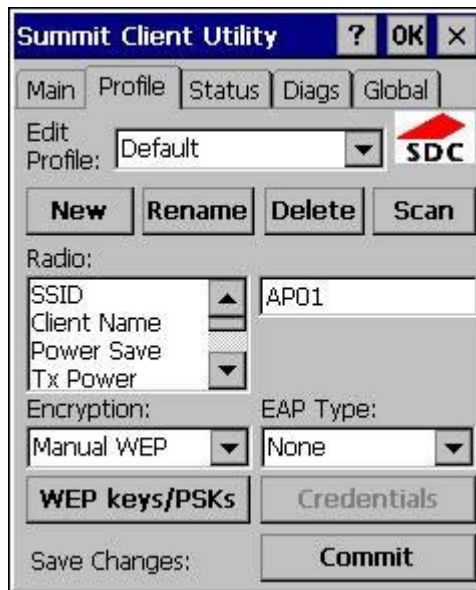 Summit Client Utility ? OK ×
Main Profile Status Diags Global
Edit
Profile: Default SDC
New Rename Delete Scan
Radio:
SSID AP01
Client Name
Power Save
Tx Power
Encryption: EAP Type:
Manual WEP None
WEP keys/PSKs Credentials
Save Changes: Commit